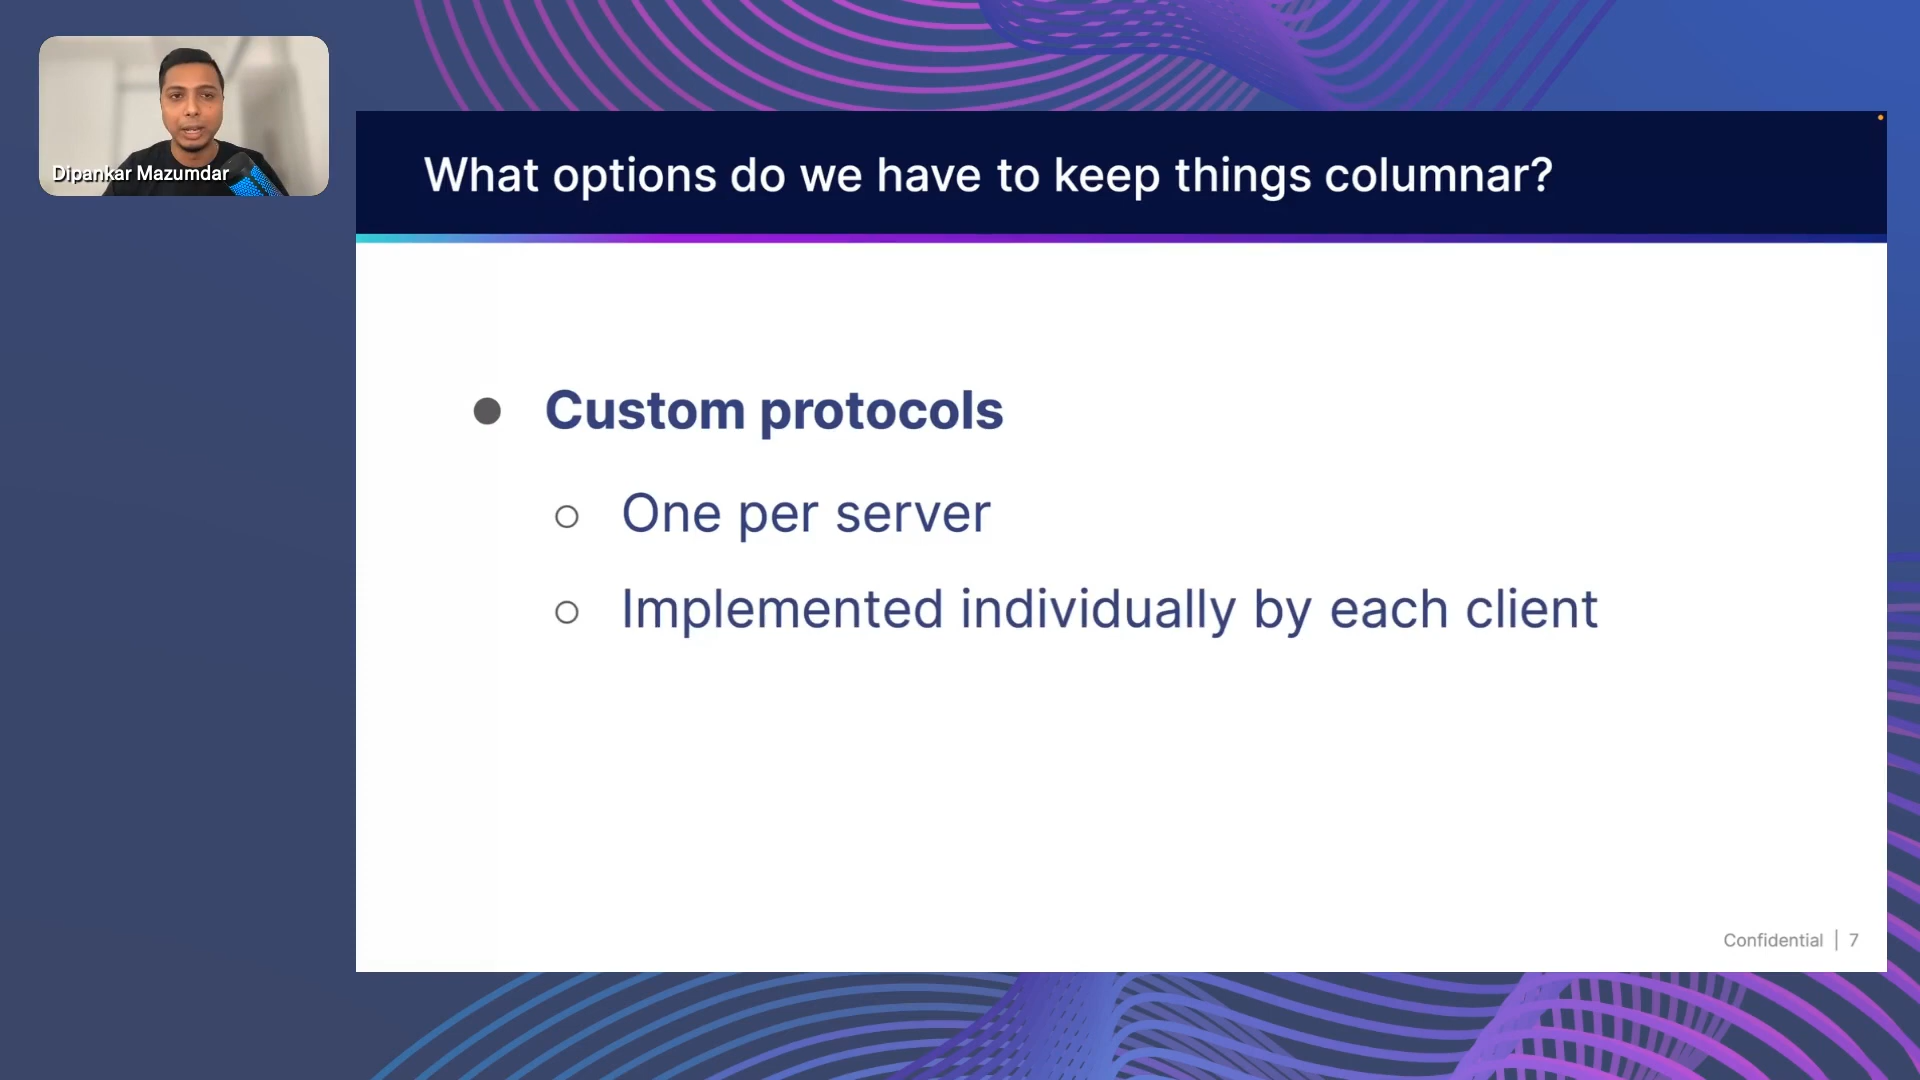 Dipankar Mazumdar
What options do we have to keep things columnar?
● Custom protocols
○ One per server
○ Implemented individually by each client
Confidential | 7